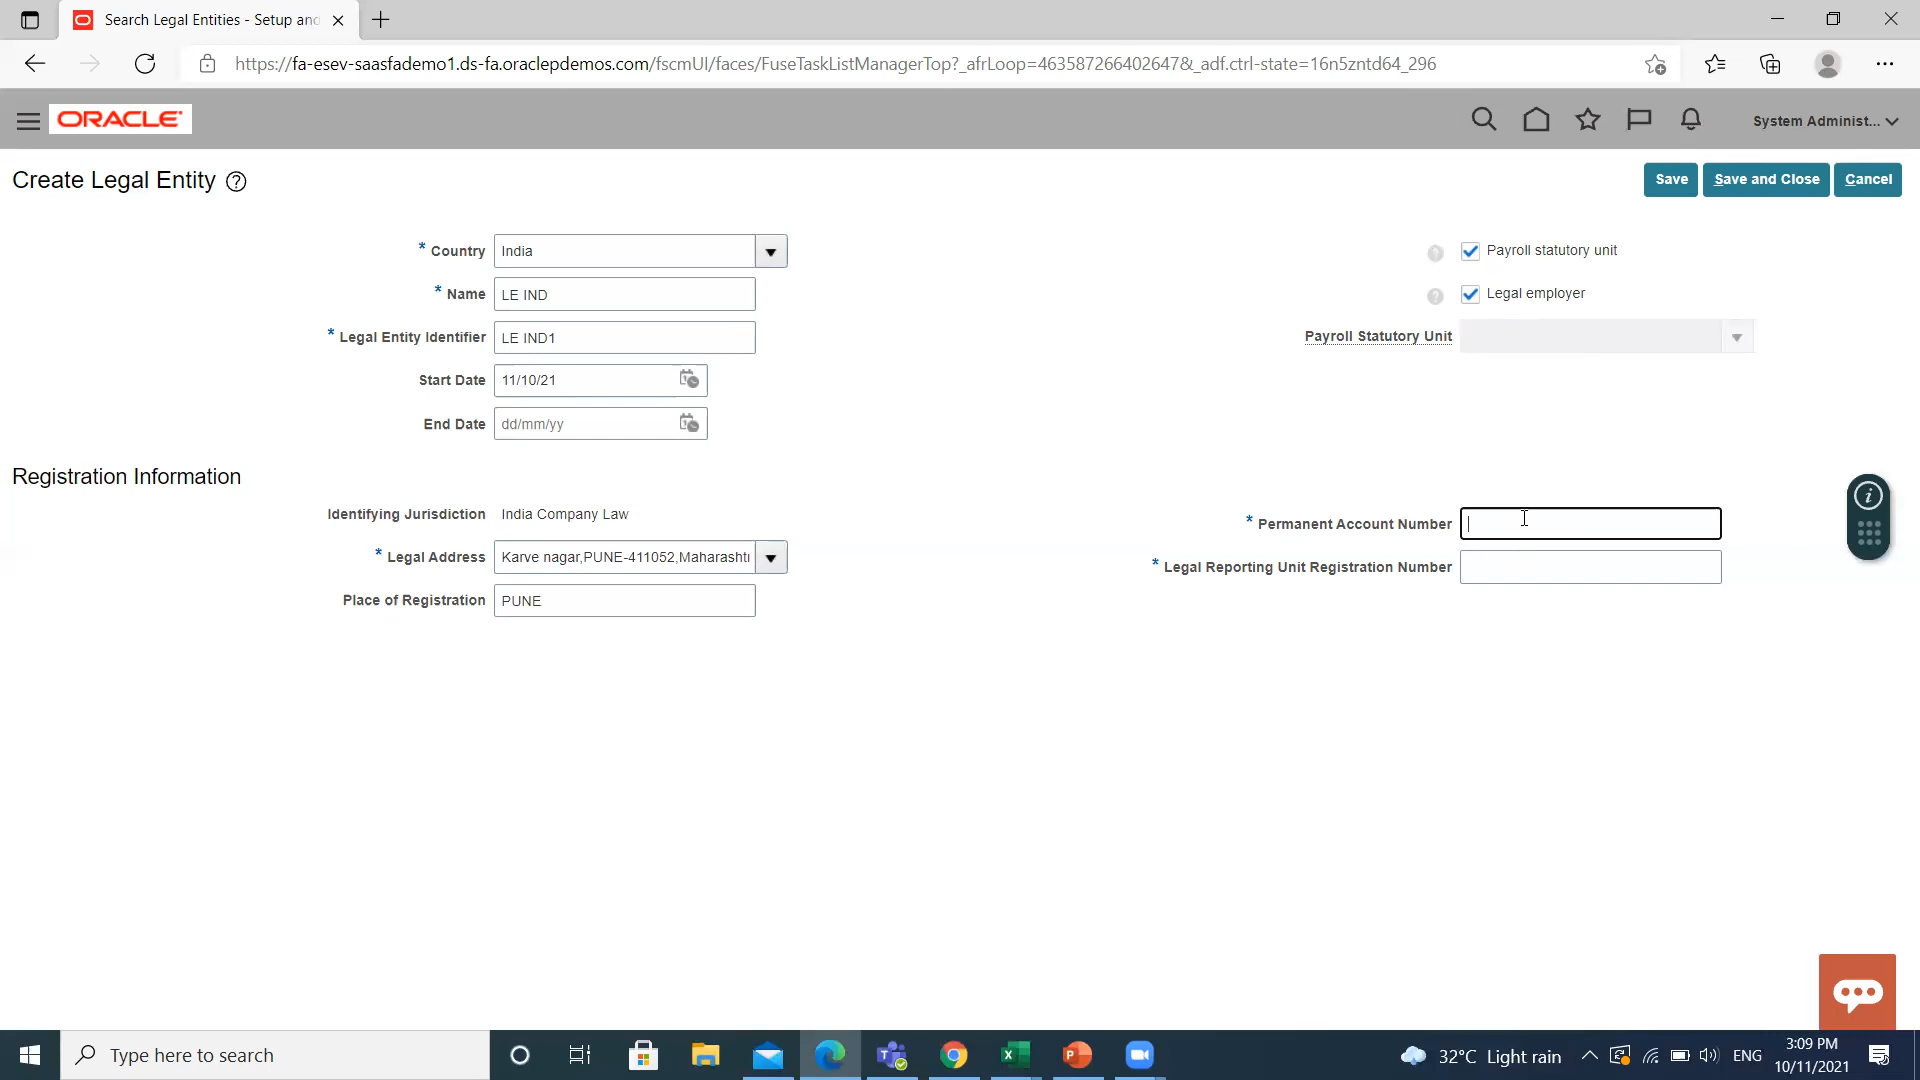 Search Legal Entities - Setup and
https://fa-esev-saasfademo1.ds-fa.oraclepdemos.com/fscmUI/faces/FuseTaskListManagerTop?_afrLoop=46358726640264​7&_adf.ctrl-state=16n5zntd64_296
ORACLE
System Administ...
Create Legal Entity ?
Save Save and Close Cancel
* Country India
? Payroll statutory unit
* Name LE IND
? Legal employer
* Legal Entity Identifier LE IND1
Payroll Statutory Unit
Start Date 11/10/21
End Date dd/mm/yy
Registration Information
Identifying Jurisdiction India Company Law
* Permanent Account Number
* Legal Address Karve nagar,PUNE-411052,Maharasht
* Legal Reporting Unit Registration Number
Place of Registration PUNE
Type here to search
32°C Light rain
ENG
3:09 PM
10/11/2021